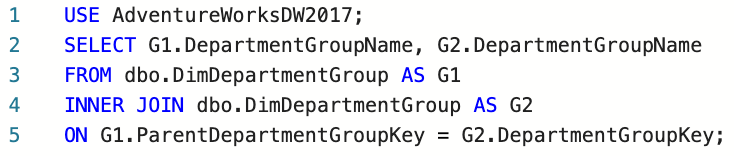 1 USE AdventureWorksDW2017;
2 SELECT G1.DepartmentGroupName, G2.DepartmentGroupName
3 FROM dbo.DimDepartmentGroup AS G1
4 INNER JOIN dbo.DimDepartmentGroup AS G2
5 ON G1.ParentDepartmentGroupKey = G2.DepartmentGroupKey;